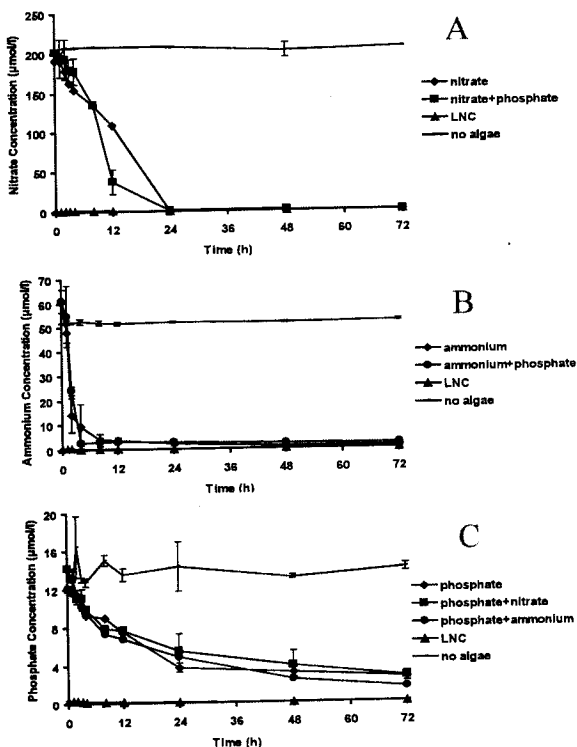 A
Nitrate Concentration (µmol/l)
250
200
150
100
50
0
0 12 24 36 48 60 72
Time (h)
nitrate
nitrate+phosphate
LNC
no algae
B
Ammonium Concentration (µmol/l)
70
60
50
40
30
20
10
0
0 12 24 36 48 60 72
Time (h)
ammonium
ammonium+phosphate
LNC
no algae
C
Phosphate Concentration (µmol/l)
20
16
12
8
4
0
0 12 24 36 48 60 72
Time (h)
phosphate
phosphate+nitrate
phosphate+ammonium
LNC
no algae